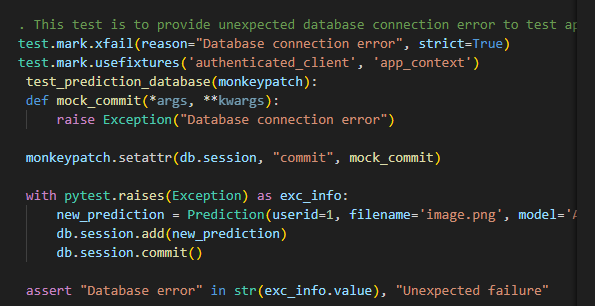 . This test is to provide unexpected database connection error to test ap
test.mark.xfail(reason="Database connection error", strict=True)
test.mark.usefixtures('authenticated_client', 'app_context')
test_prediction_database(monkeypatch):
def mock_commit(*args, **kwargs):
raise Exception("Database connection error")
monkeypatch.setattr(db.session, "commit", mock_commit)
with pytest.raises(Exception) as exc_info:
new_prediction = Prediction(userid=1, filename='image.png', model='A
db.session.add(new_prediction)
db.session.commit()
assert "Database error" in str(exc_info.value), "Unexpected failure"